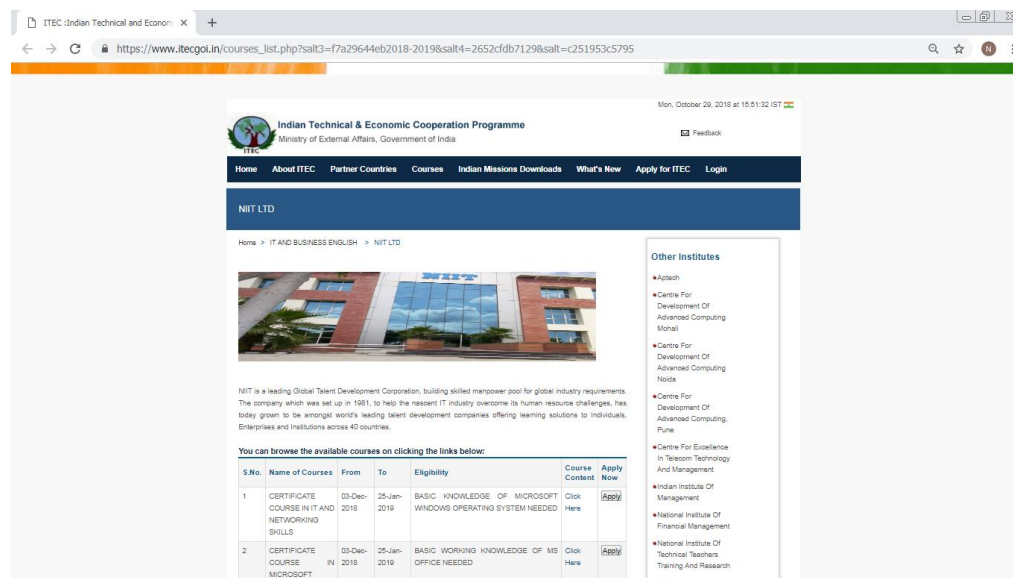 ITEC :Indian Technical and Econom
https://www.itecgoi.in/courses_list.php?salt3=f7a29644eb2018-2019&salt4=2652cfdb7129&salt=c251953c5795
N
Mon, October 29, 2018 at 16:51:32 IST
ITEC
Indian Technical & Economic Cooperation Programme
Ministry of External Affairs, Government of India
Feedback
Home About ITEC Partner Countries Courses Indian Missions Downloads What's New Apply for ITEC Login
NIIT LTD
Home > IT AND BUSINESS ENGLISH > NIIT LTD
NIIT
NIIT is a leading Global Talent Development Corporation, building skilled manpower pool for global industry requirements.
The company which was set up in 1981, to help the nascent IT industry overcome its human resource challenges, has
today grown to be amongst world's leading talent development companies offering learning solutions to Individuals,
Enterprises and Institutions across 40 countries.
You can browse the available courses on clicking the links below:
S.No. Name of Courses From To Eligibility Course Content Apply Now
1 CERTIFICATE 03-Dec- 25-Jan- BASIC KNOWLEDGE OF MICROSOFT Click Apply
COURSE IN IT AND 2018 2019 WINDOWS OPERATING SYSTEM NEEDED Here
NETWORKING
SKILLS
2 CERTIFICATE 03-Dec- 25-Jan- BASIC WORKING KNOWLEDGE OF MS Click Apply
COURSE IN 2018 2019 OFFICE NEEDED Here
MICROSOFT
Other Institutes
Aptech
Centre For
Development Of
Advanced Computing
Mohali
Centre For
Development Of
Advanced Computing
Noida
Centre For
Development Of
Advanced Computing,
Pune
Centre For Excellence
In Telecom Technology
And Management
Indian Institute Of
Management
National Institute Of
Financial Management
National Institute Of
Technical Teachers
Training And Research